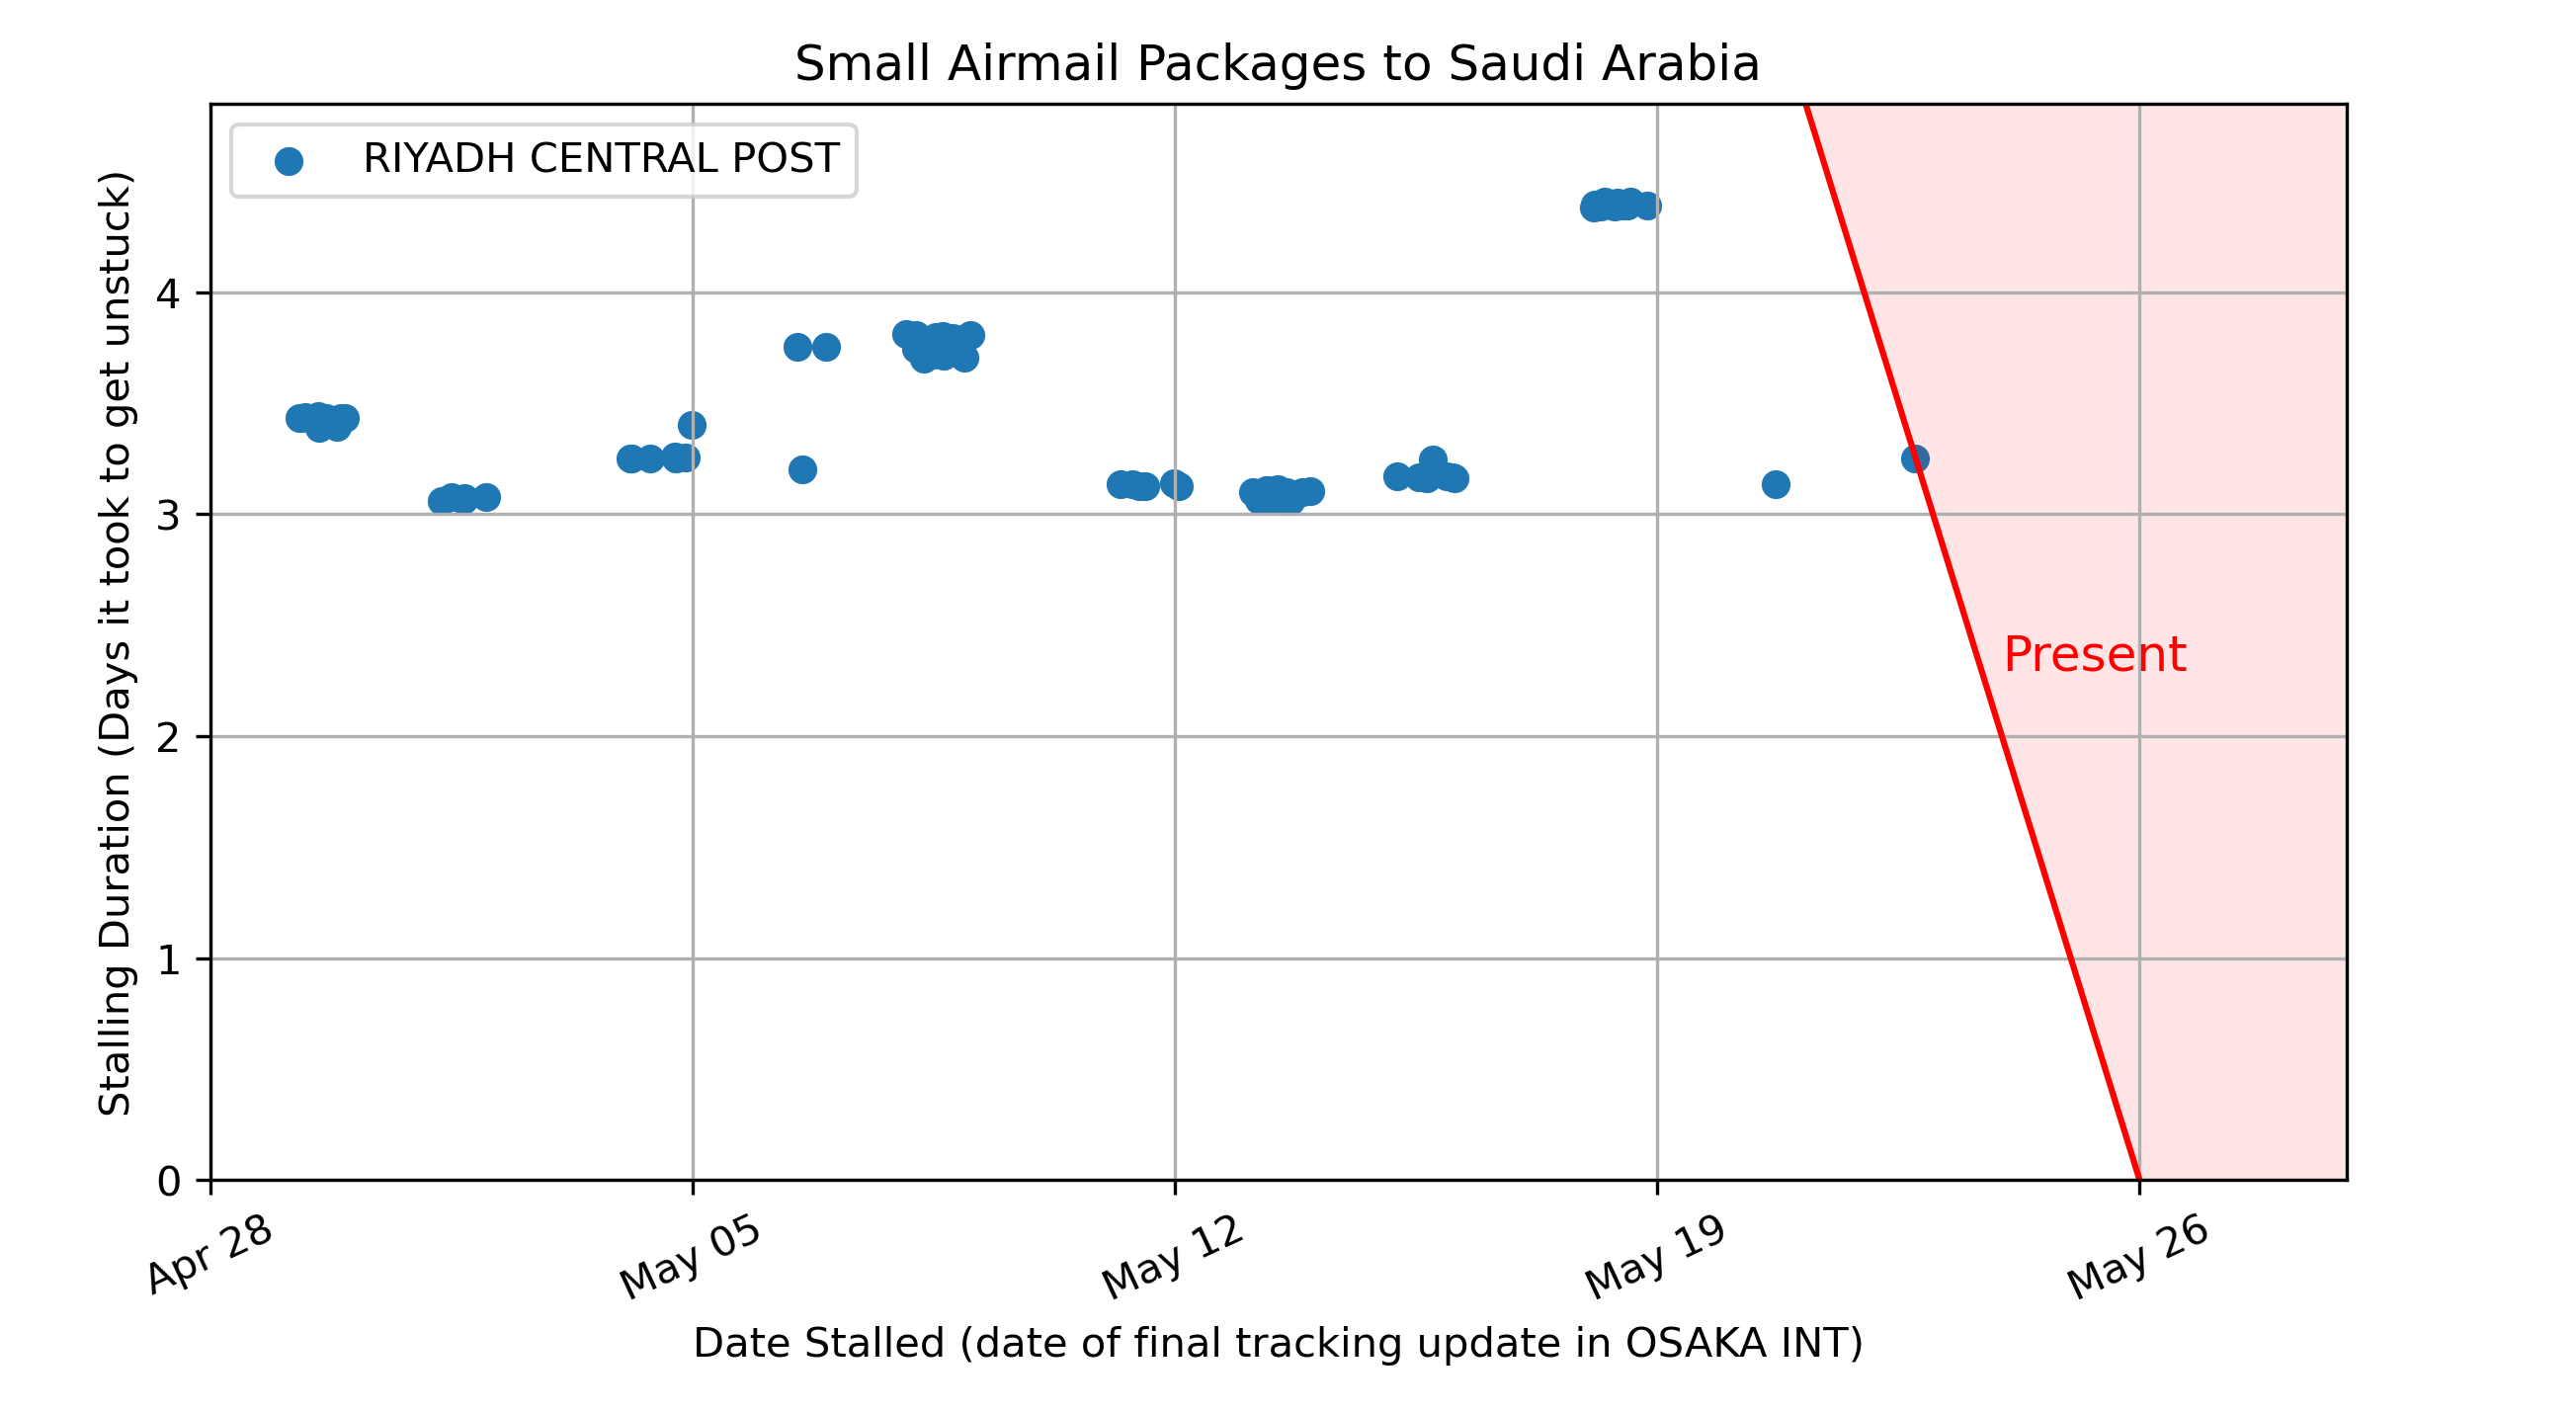 Small Airmail Packages to Saudi Arabia
RIYADH CENTRAL POST
Stalling Duration (Days it took to get unstuck)
4
3
2
1
0
Present
Apr 28
May 05
May 12
May 19
May 26
Date Stalled (date of final tracking update in OSAKA INT)